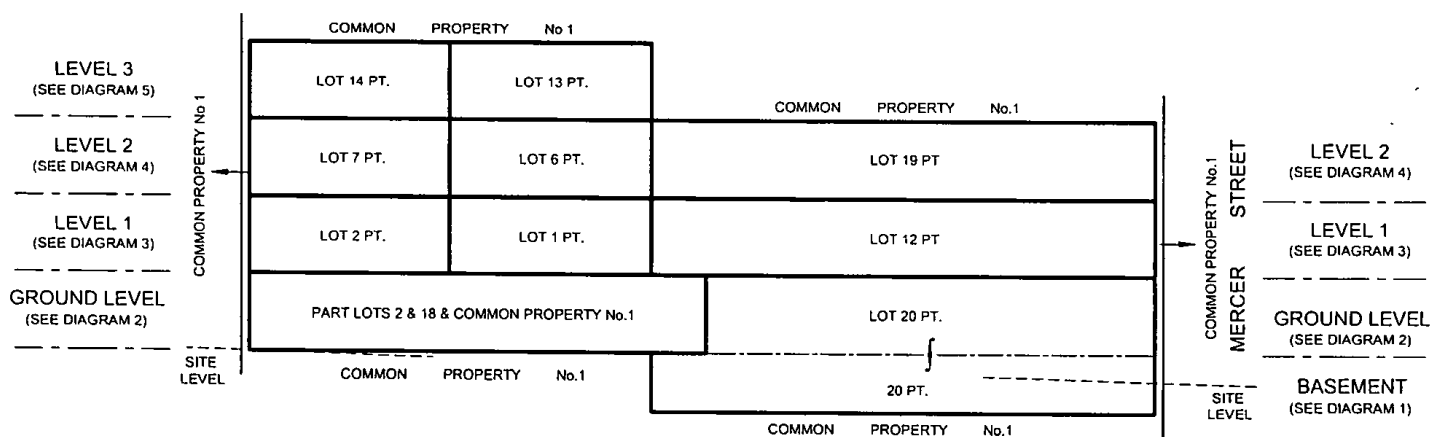 COMMON PROPERTY No 1
LEVEL 3
(SEE DIAGRAM 5)
LOT 14 PT.
LOT 13 PT.
COMMON PROPERTY No.1
LEVEL 2
(SEE DIAGRAM 4)
COMMON PROPERTY No 1
LOT 7 PT.
LOT 6 PT.
LOT 19 PT
COMMON PROPERTY No.1
MERCER STREET
LEVEL 2
(SEE DIAGRAM 4)
LEVEL 1
(SEE DIAGRAM 3)
LOT 2 PT.
LOT 1 PT.
LOT 12 PT
LEVEL 1
(SEE DIAGRAM 3)
GROUND LEVEL
(SEE DIAGRAM 2)
PART LOTS 2 & 18 & COMMON PROPERTY No.1
LOT 20 PT.
GROUND LEVEL
(SEE DIAGRAM 2)
SITE
LEVEL
COMMON PROPERTY No.1
20 PT.
SITE
LEVEL
BASEMENT
(SEE DIAGRAM 1)
COMMON PROPERTY No.1